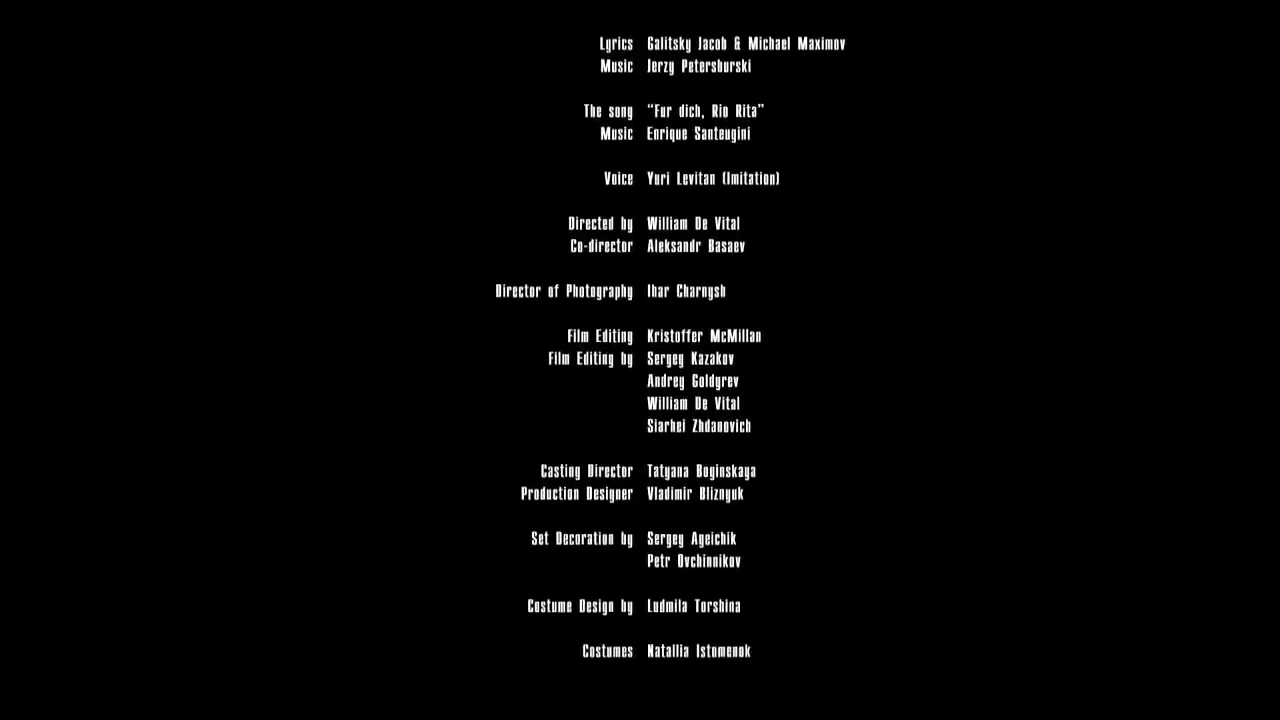 Lyrics Galitsky Jacob & Michael Maximov
Music Jerzy Petersburski
The song "Fur dich, Rio Rita"
Music Enrique Santeugini
Voice Yuri Levitan (Imitation)
Directed by William De Vital
Co-director Aleksandr Basaev
Director of Photography Ihar Charnysh
Film Editing Kristoffer McMillan
Film Editing by Sergey Kazakov
Andrey Goldyrev
William De Vital
Siarhei Zhdanovich
Casting Director Tatyana Boginskaya
Production Designer Vladimir Bliznyuk
Set Decoration by Sergey Ageichik
Petr Ovchinnikov
Costume Design by Ludmila Torshina
Costumes Natallia Istomenok